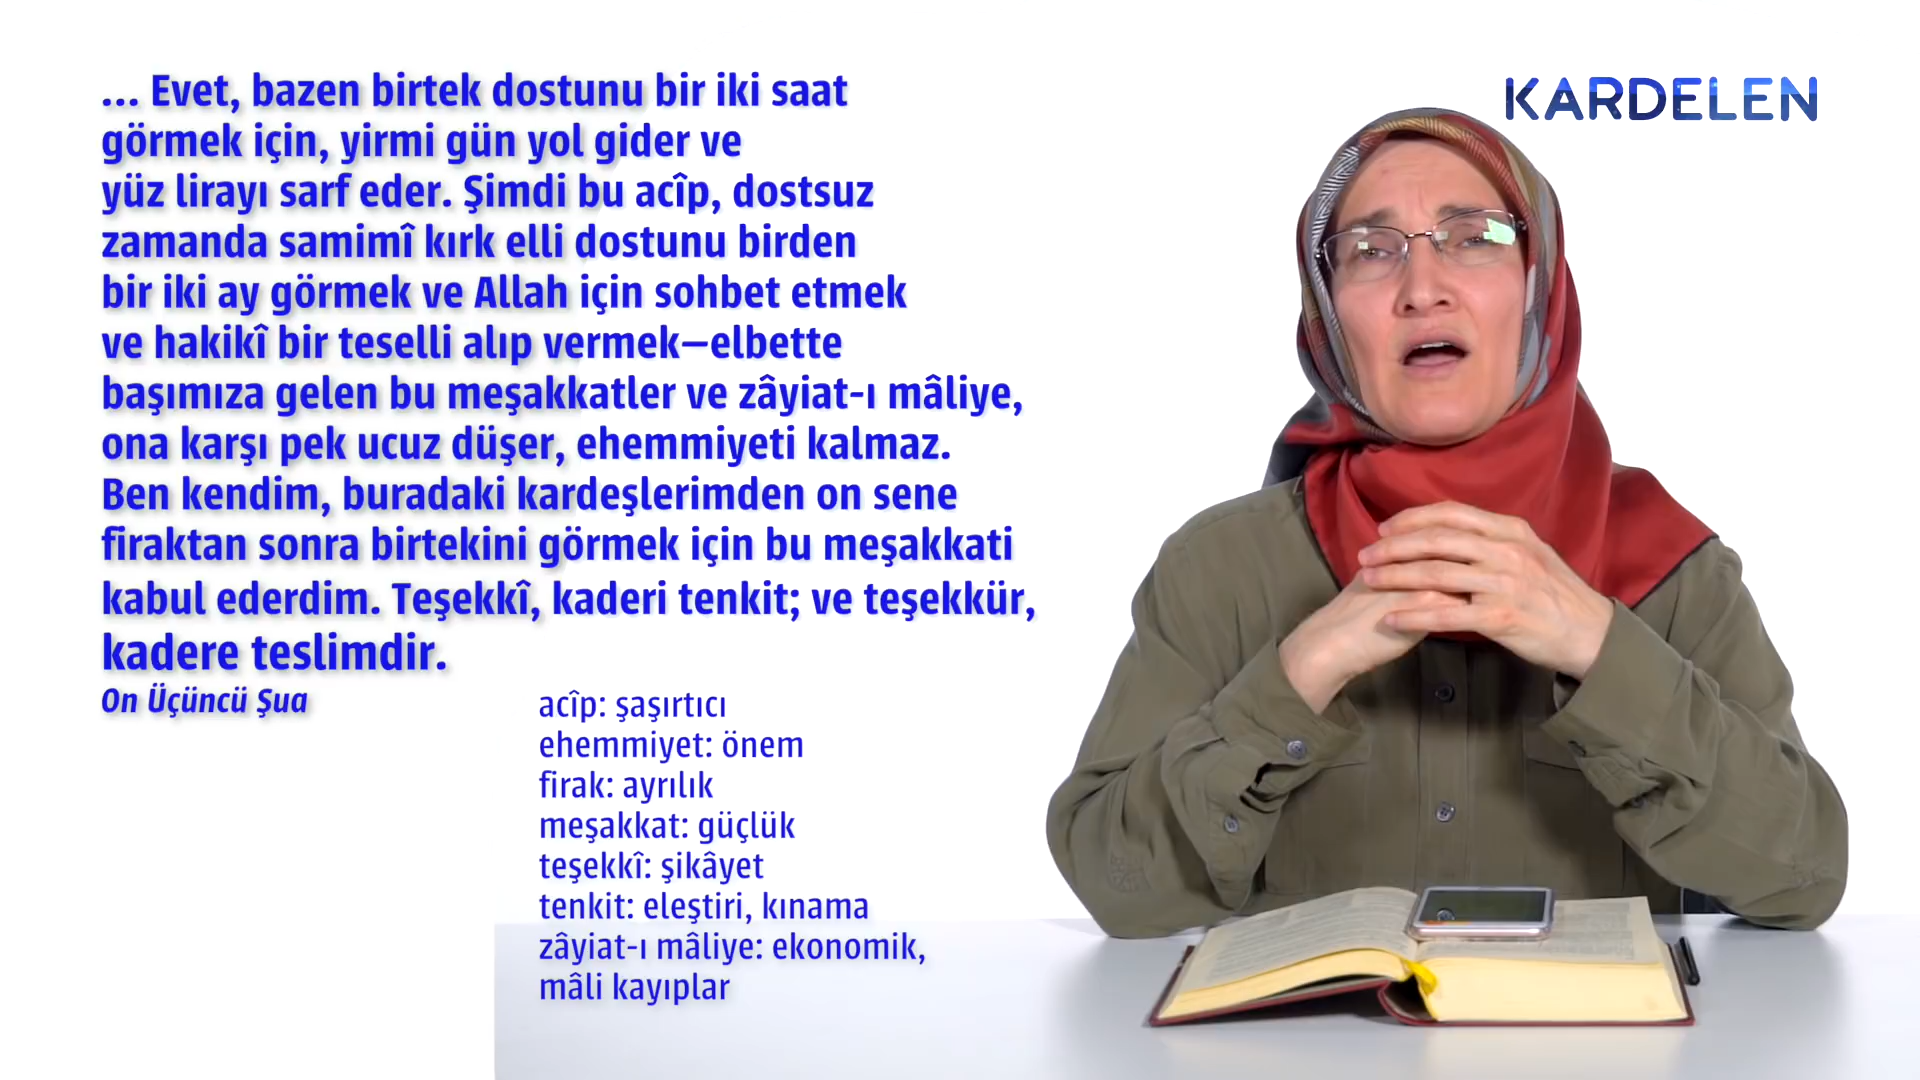 ... Evet, bazen birtek dostunu bir iki saat
görmek için, yirmi gün yol gider ve
yüz lirayı sarf eder. Şimdi bu acîp, dostsuz
zamanda samimî kırk elli dostunu birden
bir iki ay görmek ve Allah için sohbet etmek
ve hakikî bir teselli alıp vermek—elbette
başımıza gelen bu meşakkatler ve zâyiat-ı mâliye,
ona karşı pek ucuz düşer, ehemmiyeti kalmaz.
Ben kendim, buradaki kardeşlerimden on sene
firaktan sonra birtekini görmek için bu meşakkati
kabul ederdim. Teşekkî, kaderi tenkit; ve teşekkür,
kadere teslimdir.
On Üçüncü Şua
acîp: şaşırtıcı
ehemmiyet: önem
firak: ayrılık
meşakkat: güçlük
teşekkî: şikâyet
tenkit: eleştiri, kınama
zâyiat-ı mâliye: ekonomik,
mâli kayıplar
KARDELEN